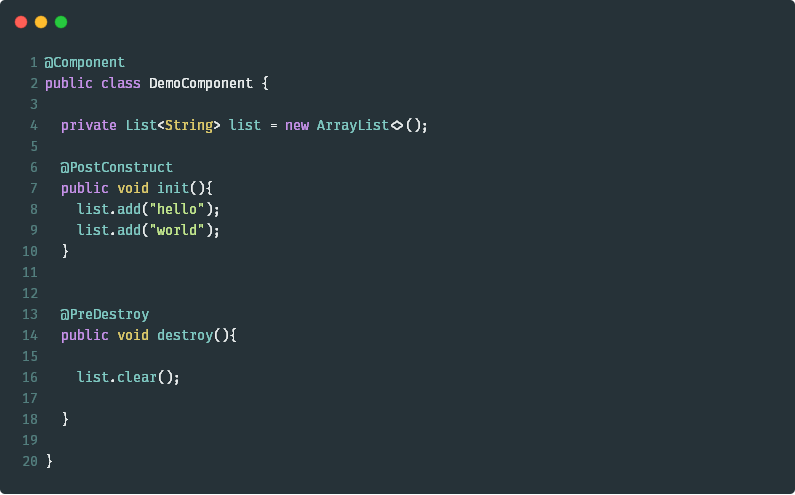 1 @Component
2 public class DemoComponent {
3
4   private List<String> list = new ArrayList<>();
5
6   @PostConstruct
7   public void init(){
8     list.add("hello");
9     list.add("world");
10   }
11
12
13   @PreDestroy
14   public void destroy(){
15
16     list.clear();
17
18   }
19
20 }